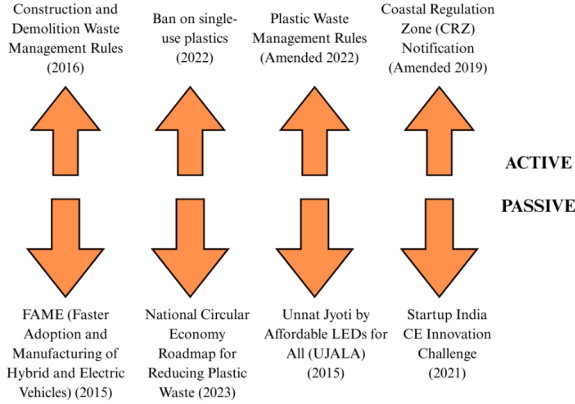 Construction and
Demolition Waste
Management Rules
(2016)
Ban on single-
use plastics
(2022)
Plastic Waste
Management Rules
(Amended 2022)
Coastal Regulation
Zone (CRZ)
Notification
(Amended 2019)
ACTIVE
PASSIVE
FAME (Faster
Adoption and
Manufacturing of
Hybrid and Electric
Vehicles) (2015)
National Circular
Economy
Roadmap for
Reducing Plastic
Waste (2023)
Unnat Jyoti by
Affordable LEDs for
All (UJALA)
(2015)
Startup India
CE Innovation
Challenge
(2021)